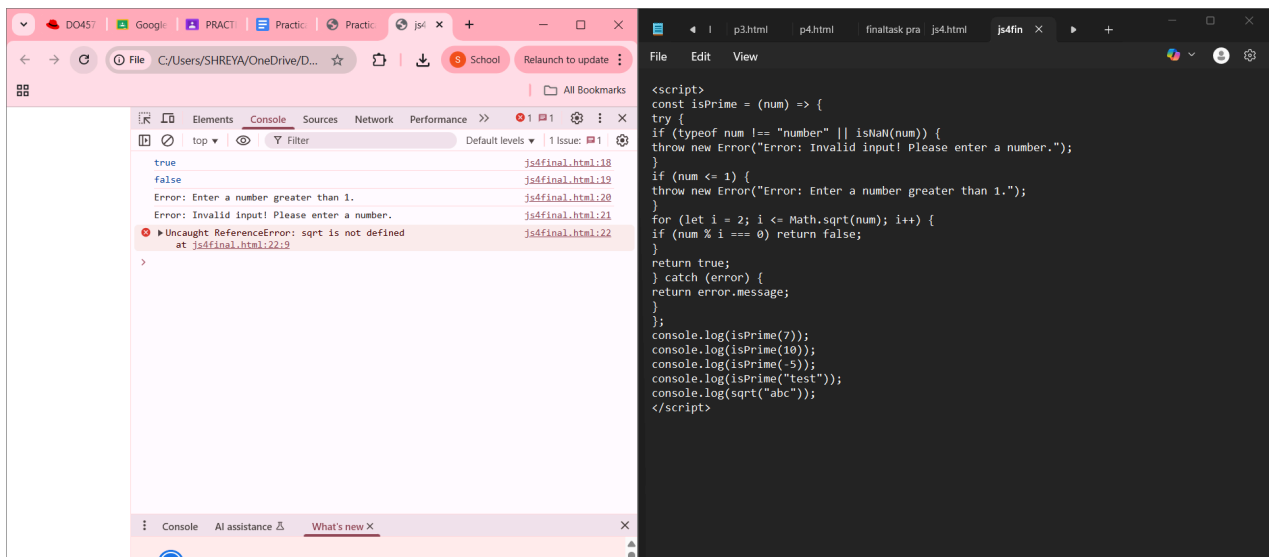 DO457 Google PRACTI Practic Practic js4 × +
File C:/Users/SHREYA/OneDrive/D... S School Relaunch to update
All Bookmarks
Elements Console Sources Network Performance 1 1
top Filter Default levels 1 Issue: 1
true js4final.html:18
false js4final.html:19
Error: Enter a number greater than 1. js4final.html:20
Error: Invalid input! Please enter a number. js4final.html:21
Uncaught ReferenceError: sqrt is not defined js4final.html:22
at js4final.html:22:9
Console AI assistance What's new ×
p3.html p4.html finaltask pra js4.html js4fin × +
File Edit View
<script>
const isPrime = (num) => {
try {
if (typeof num !== "number" || isNaN(num)) {
throw new Error("Error: Invalid input! Please enter a number.");
}
if (num <= 1) {
throw new Error("Error: Enter a number greater than 1.");
}
for (let i = 2; i <= Math.sqrt(num); i++) {
if (num % i === 0) return false;
}
return true;
} catch (error) {
return error.message;
}
};
console.log(isPrime(7));
console.log(isPrime(10));
console.log(isPrime(-5));
console.log(isPrime("test"));
console.log(sqrt("abc"));
</script>